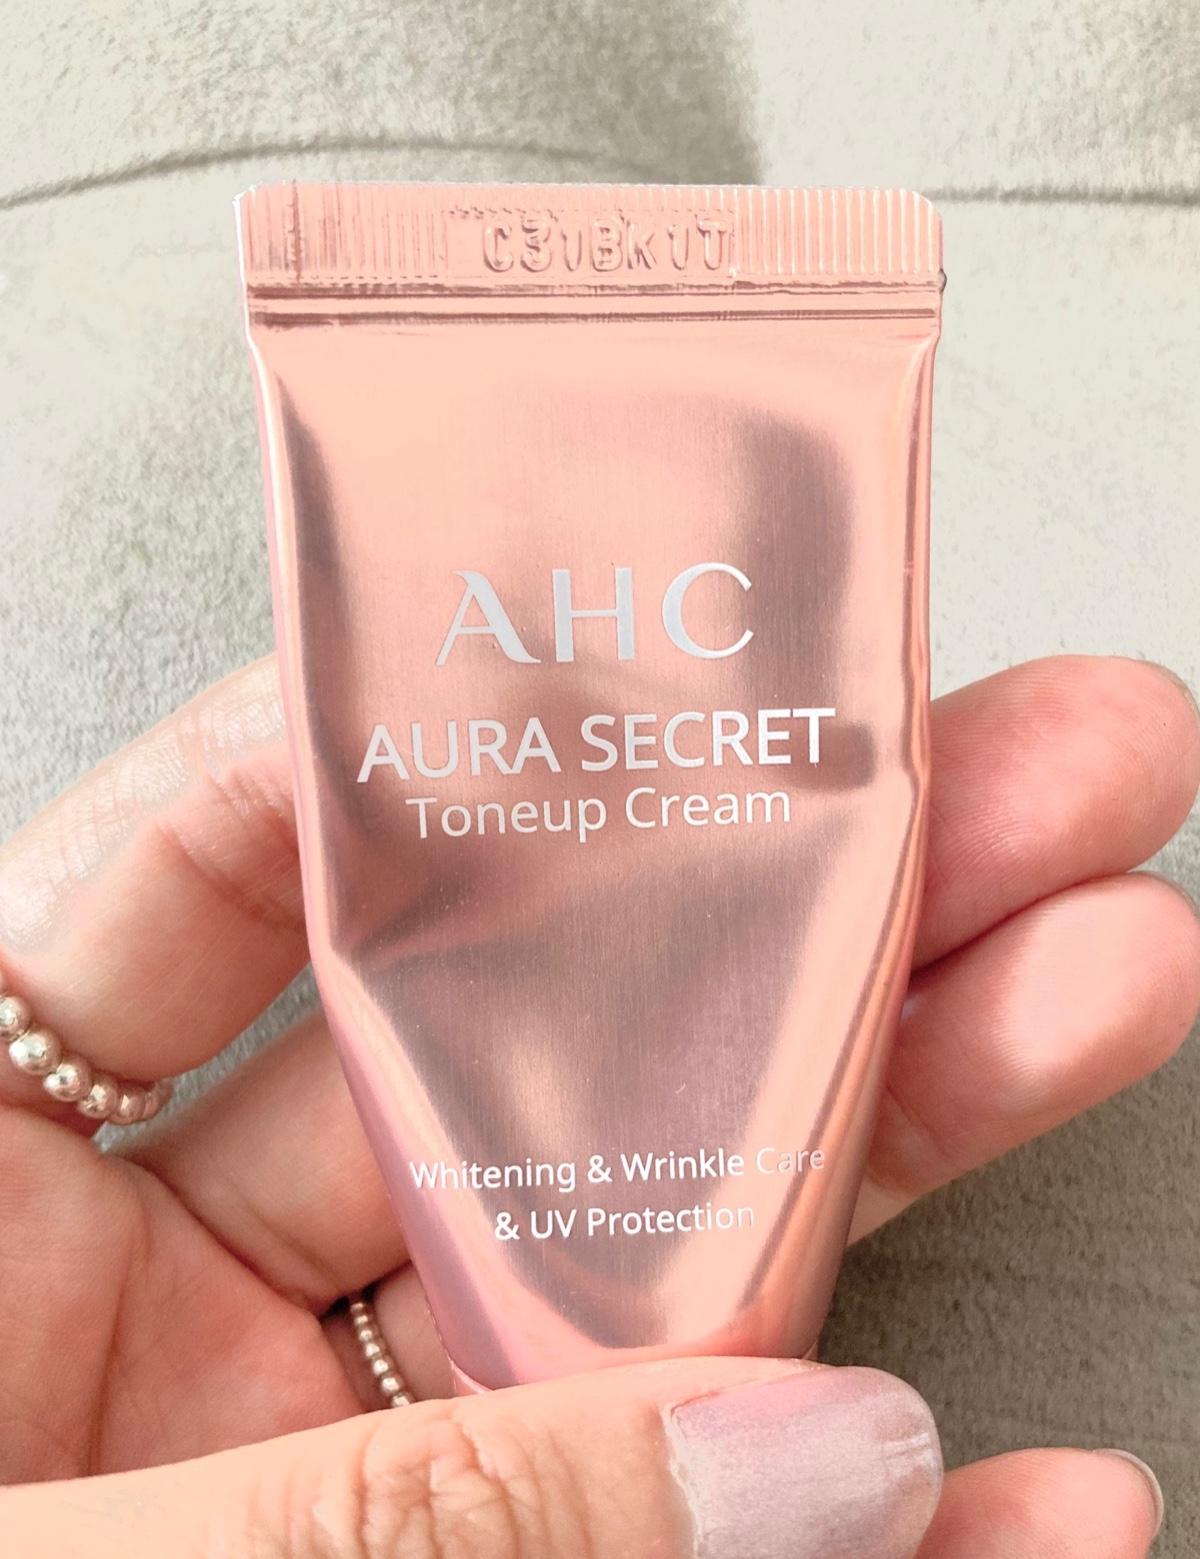 C31BK1T
AHC
AURA SECRET
Toneup Cream
Whitening & Wrinkle Care
& UV Protection